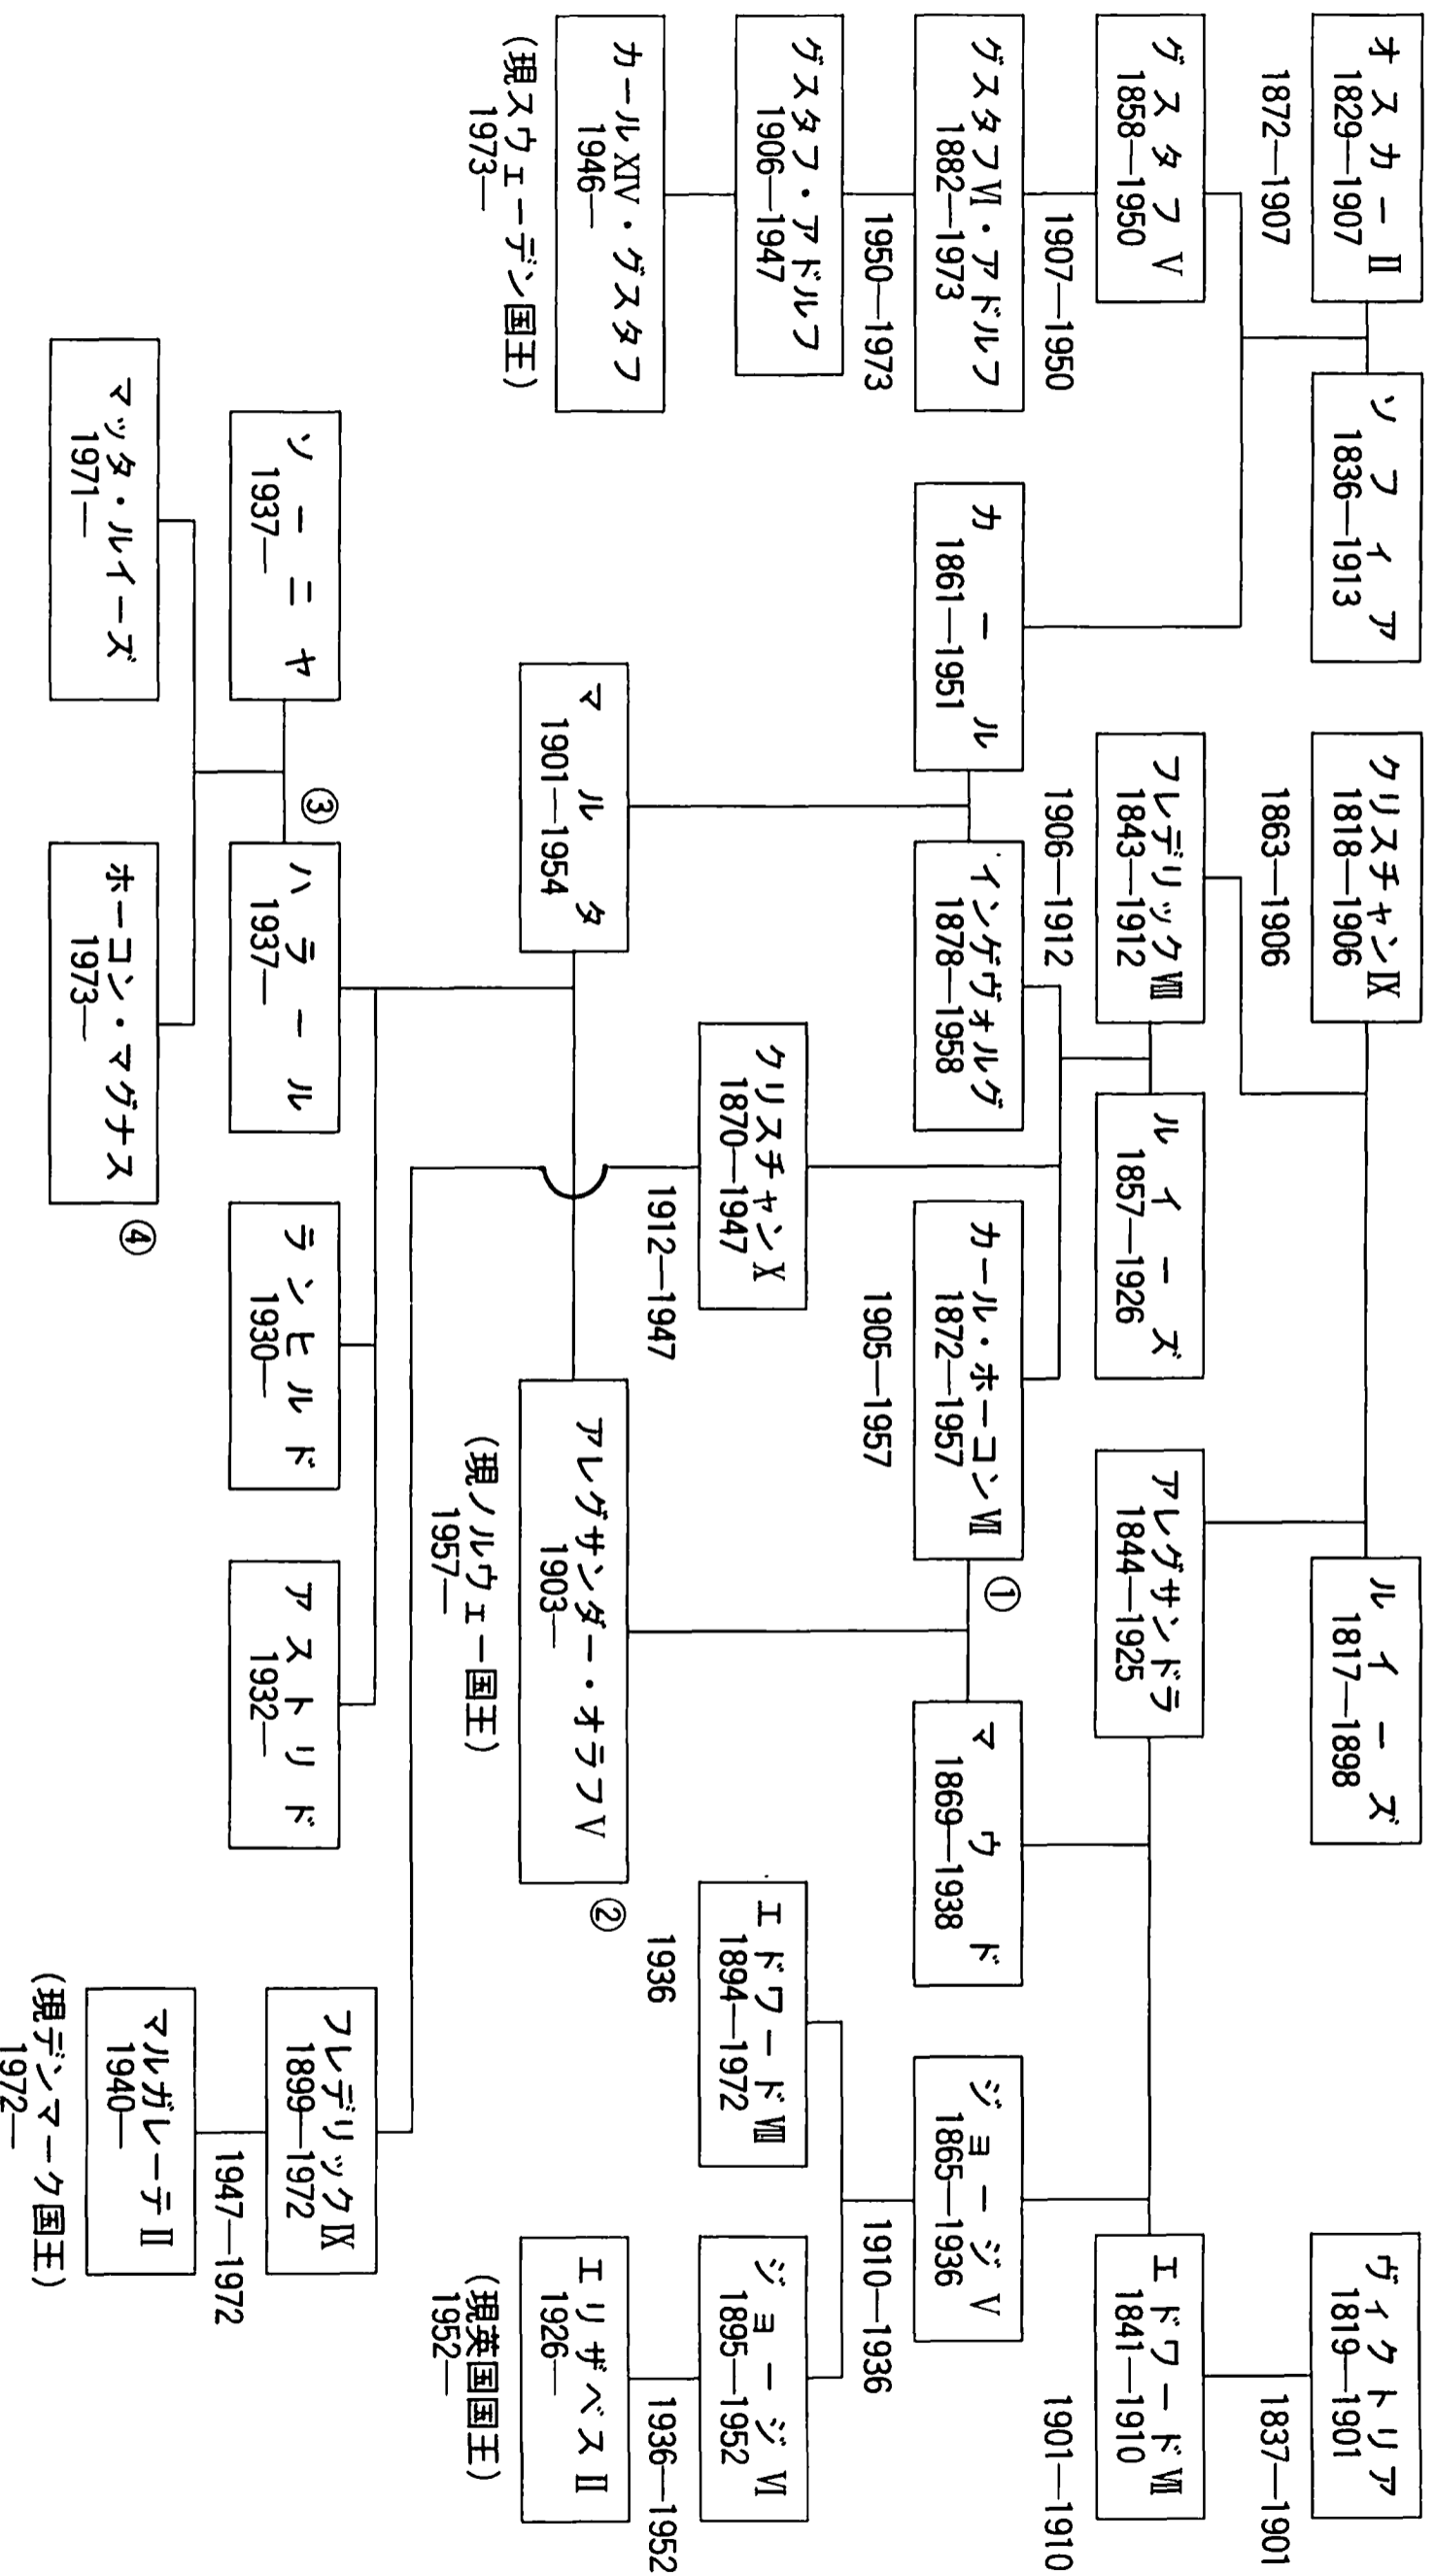 オスカーⅡ
1829—1907
1872—1907
ソフィア
1836—1913
クリスチャンⅨ
1818—1906
1863—1906
ルイーズ
1817—1898
ヴィクトリア
1819—1901
1837—1901
グスタフⅤ
1858—1950
1907—1950
フレデリックⅧ
1843—1912
1906—1912
ルイーズ
1857—1926
アレグサンドラ
1844—1925
エドワードⅦ
1841—1910
1901—1910
グスタフⅥ・アドルフ
1882—1973
1950—1973
カール
1861—1951
インゲヴォルグ
1878—1958
カール・ホーコンⅦ
1872—1957
1905—1957
①
マウド
1869—1938
ジョージⅤ
1865—1936
1910—1936
グスタフ・アドルフ
1906—1947
クリスチャンⅩ
1870—1947
1912—1947
エドワードⅧ
1894—1972
1936
ジョージⅥ
1895—1952
1936—1952
カールXIV・グスタフ
1946—
(現スウェーデン国王)
1973—
マルタ
1901—1954
アレグサンダー・オラフⅤ
1903—
②
(現ノルウェー国王)
1957—
エリザベスⅡ
1926—
(現英国国王)
1952—
ソーニャ
1937—
③
ハラール
1937—
ランヒルド
1930—
アストリド
1932—
フレデリックⅨ
1899—1972
1947—1972
マッタ・ルイーズ
1971—
ホーコン・マグナス
1973—
④
マルガレーテⅡ
1940—
(現デンマーク国王)
1972—